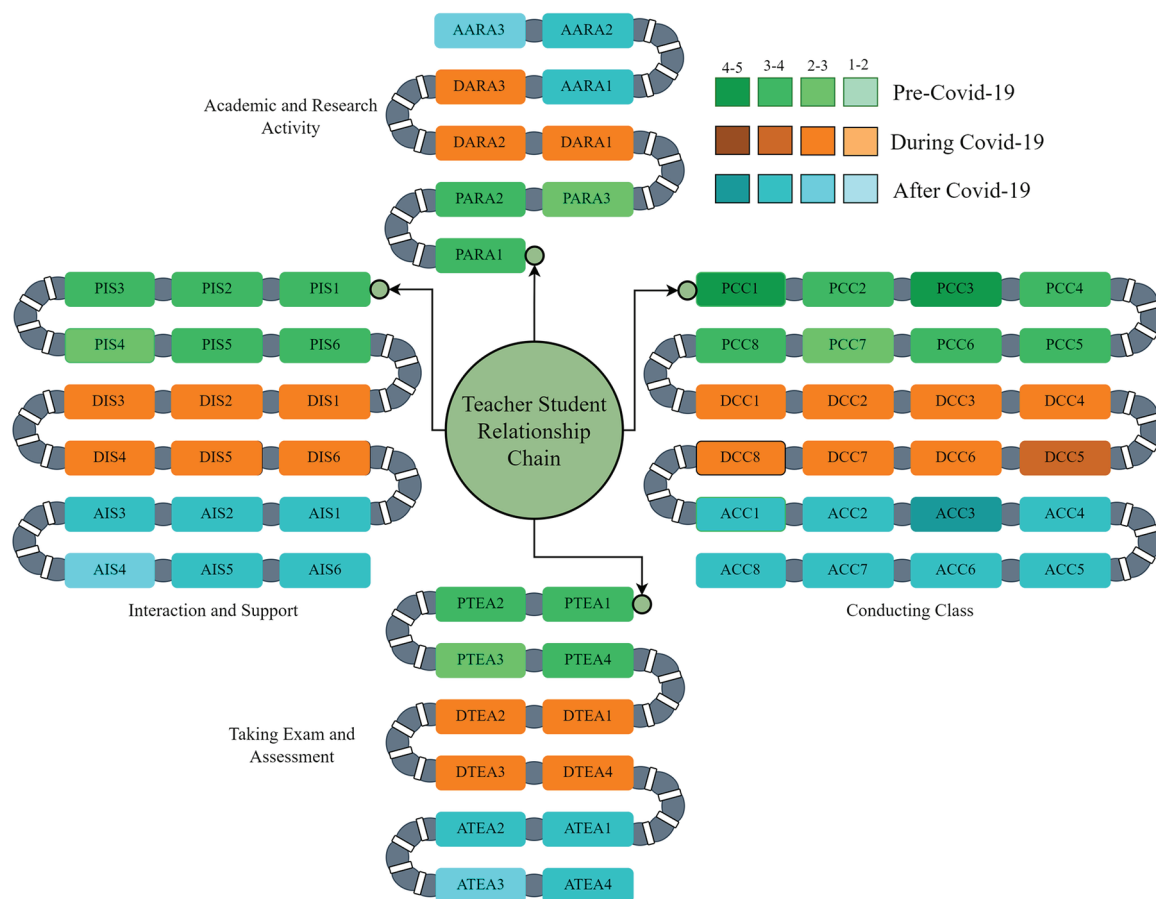 AARA3 AARA2
4-5 3-4 2-3 1-2
DARA3 AARA1
Pre-Covid-19
Academic and Research
Activity
DARA2 DARA1
During Covid-19
PARA2 PARA3
After Covid-19
PARA1
PIS3 PIS2 PIS1
PCC1 PCC2 PCC3 PCC4
PIS4 PIS5 PIS6
PCC8 PCC7 PCC6 PCC5
DIS3 DIS2 DIS1
Teacher Student
Relationship
Chain
DCC1 DCC2 DCC3 DCC4
DIS4 DIS5 DIS6
DCC8 DCC7 DCC6 DCC5
AIS3 AIS2 AIS1
ACC1 ACC2 ACC3 ACC4
AIS4 AIS5 AIS6
ACC8 ACC7 ACC6 ACC5
Interaction and Support
Conducting Class
PTEA2 PTEA1
PTEA3 PTEA4
DTEA2 DTEA1
Taking Exam and
Assessment
DTEA3 DTEA4
ATEA2 ATEA1
ATEA3 ATEA4